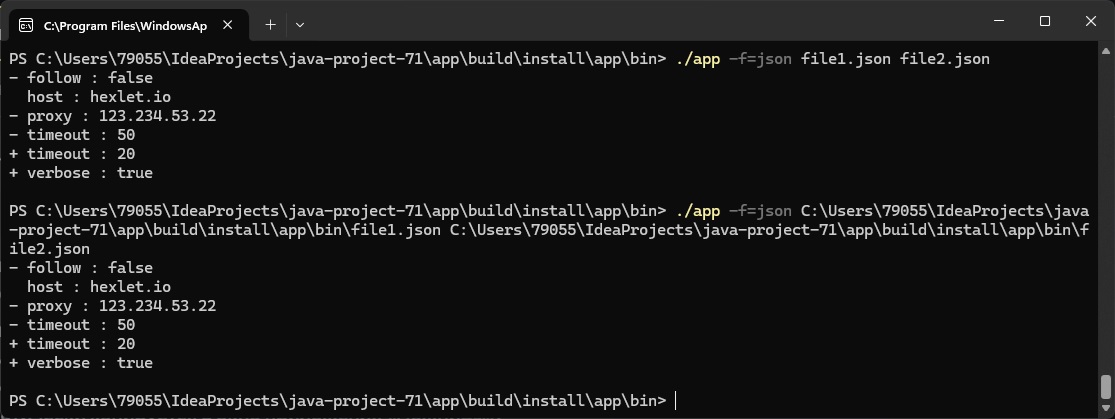 C:\Program Files\WindowsAp
PS C:\Users\79055\IdeaProjects\java-project-71\app\build\install\app\bin> ./app -f=json file1.json file2.json
- follow : false
  host : hexlet.io
- proxy : 123.234.53.22
- timeout : 50
+ timeout : 20
+ verbose : true
PS C:\Users\79055\IdeaProjects\java-project-71\app\build\install\app\bin> ./app -f=json C:\Users\79055\IdeaProjects\java
-project-71\app\build\install\app\bin\file1.json C:\Users\79055\IdeaProjects\java-project-71\app\build\install\app\bin\f
ile2.json
- follow : false
  host : hexlet.io
- proxy : 123.234.53.22
- timeout : 50
+ timeout : 20
+ verbose : true
PS C:\Users\79055\IdeaProjects\java-project-71\app\build\install\app\bin>